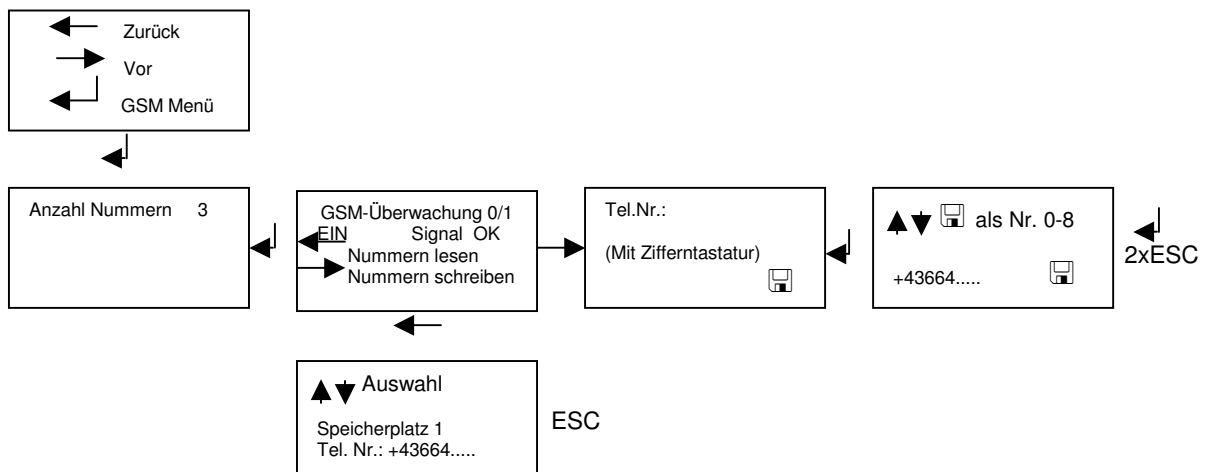 Zurück
Vor
GSM Menü
Anzahl Nummern 3
GSM-Überwachung 0/1
EIN Signal OK
Nummern lesen
Nummern schreiben
Tel.Nr.:
(Mit Zifferntastatur)
als Nr. 0-8
+43664.....
2xESC
Auswahl
Speicherplatz 1
Tel. Nr.: +43664.....
ESC